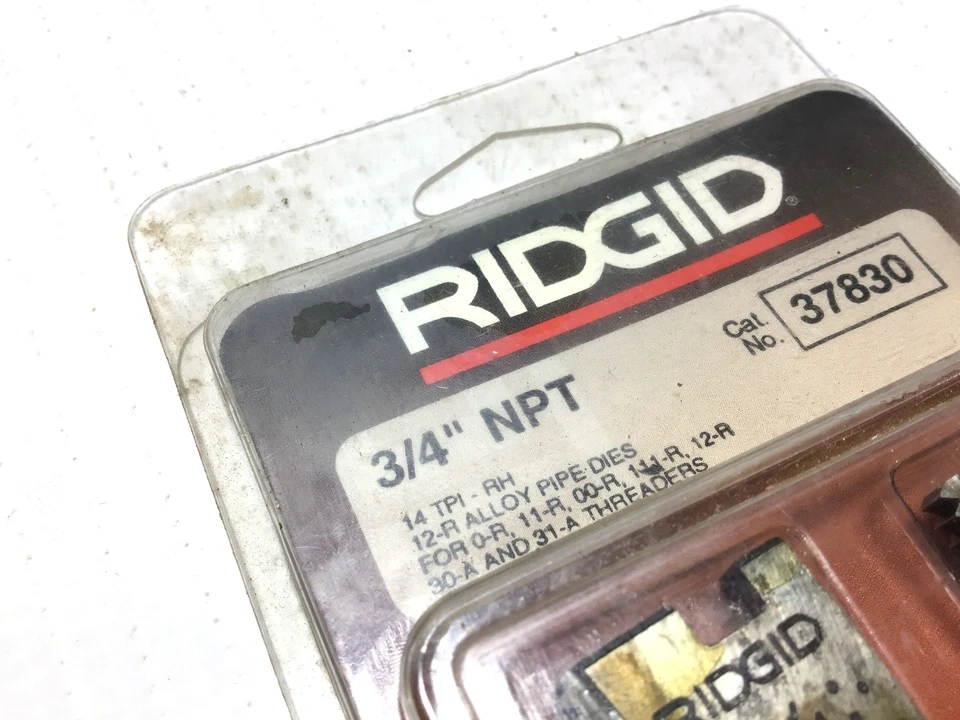 RIDGID®
Cat. No. 37830
3/4" NPT
14 TPI - RH
12-R ALLOY PIPE DIES
FOR 0-R, 11-R, 00-R, 111-R, 12-R
30-A AND 31-A THREADERS
RIDGID